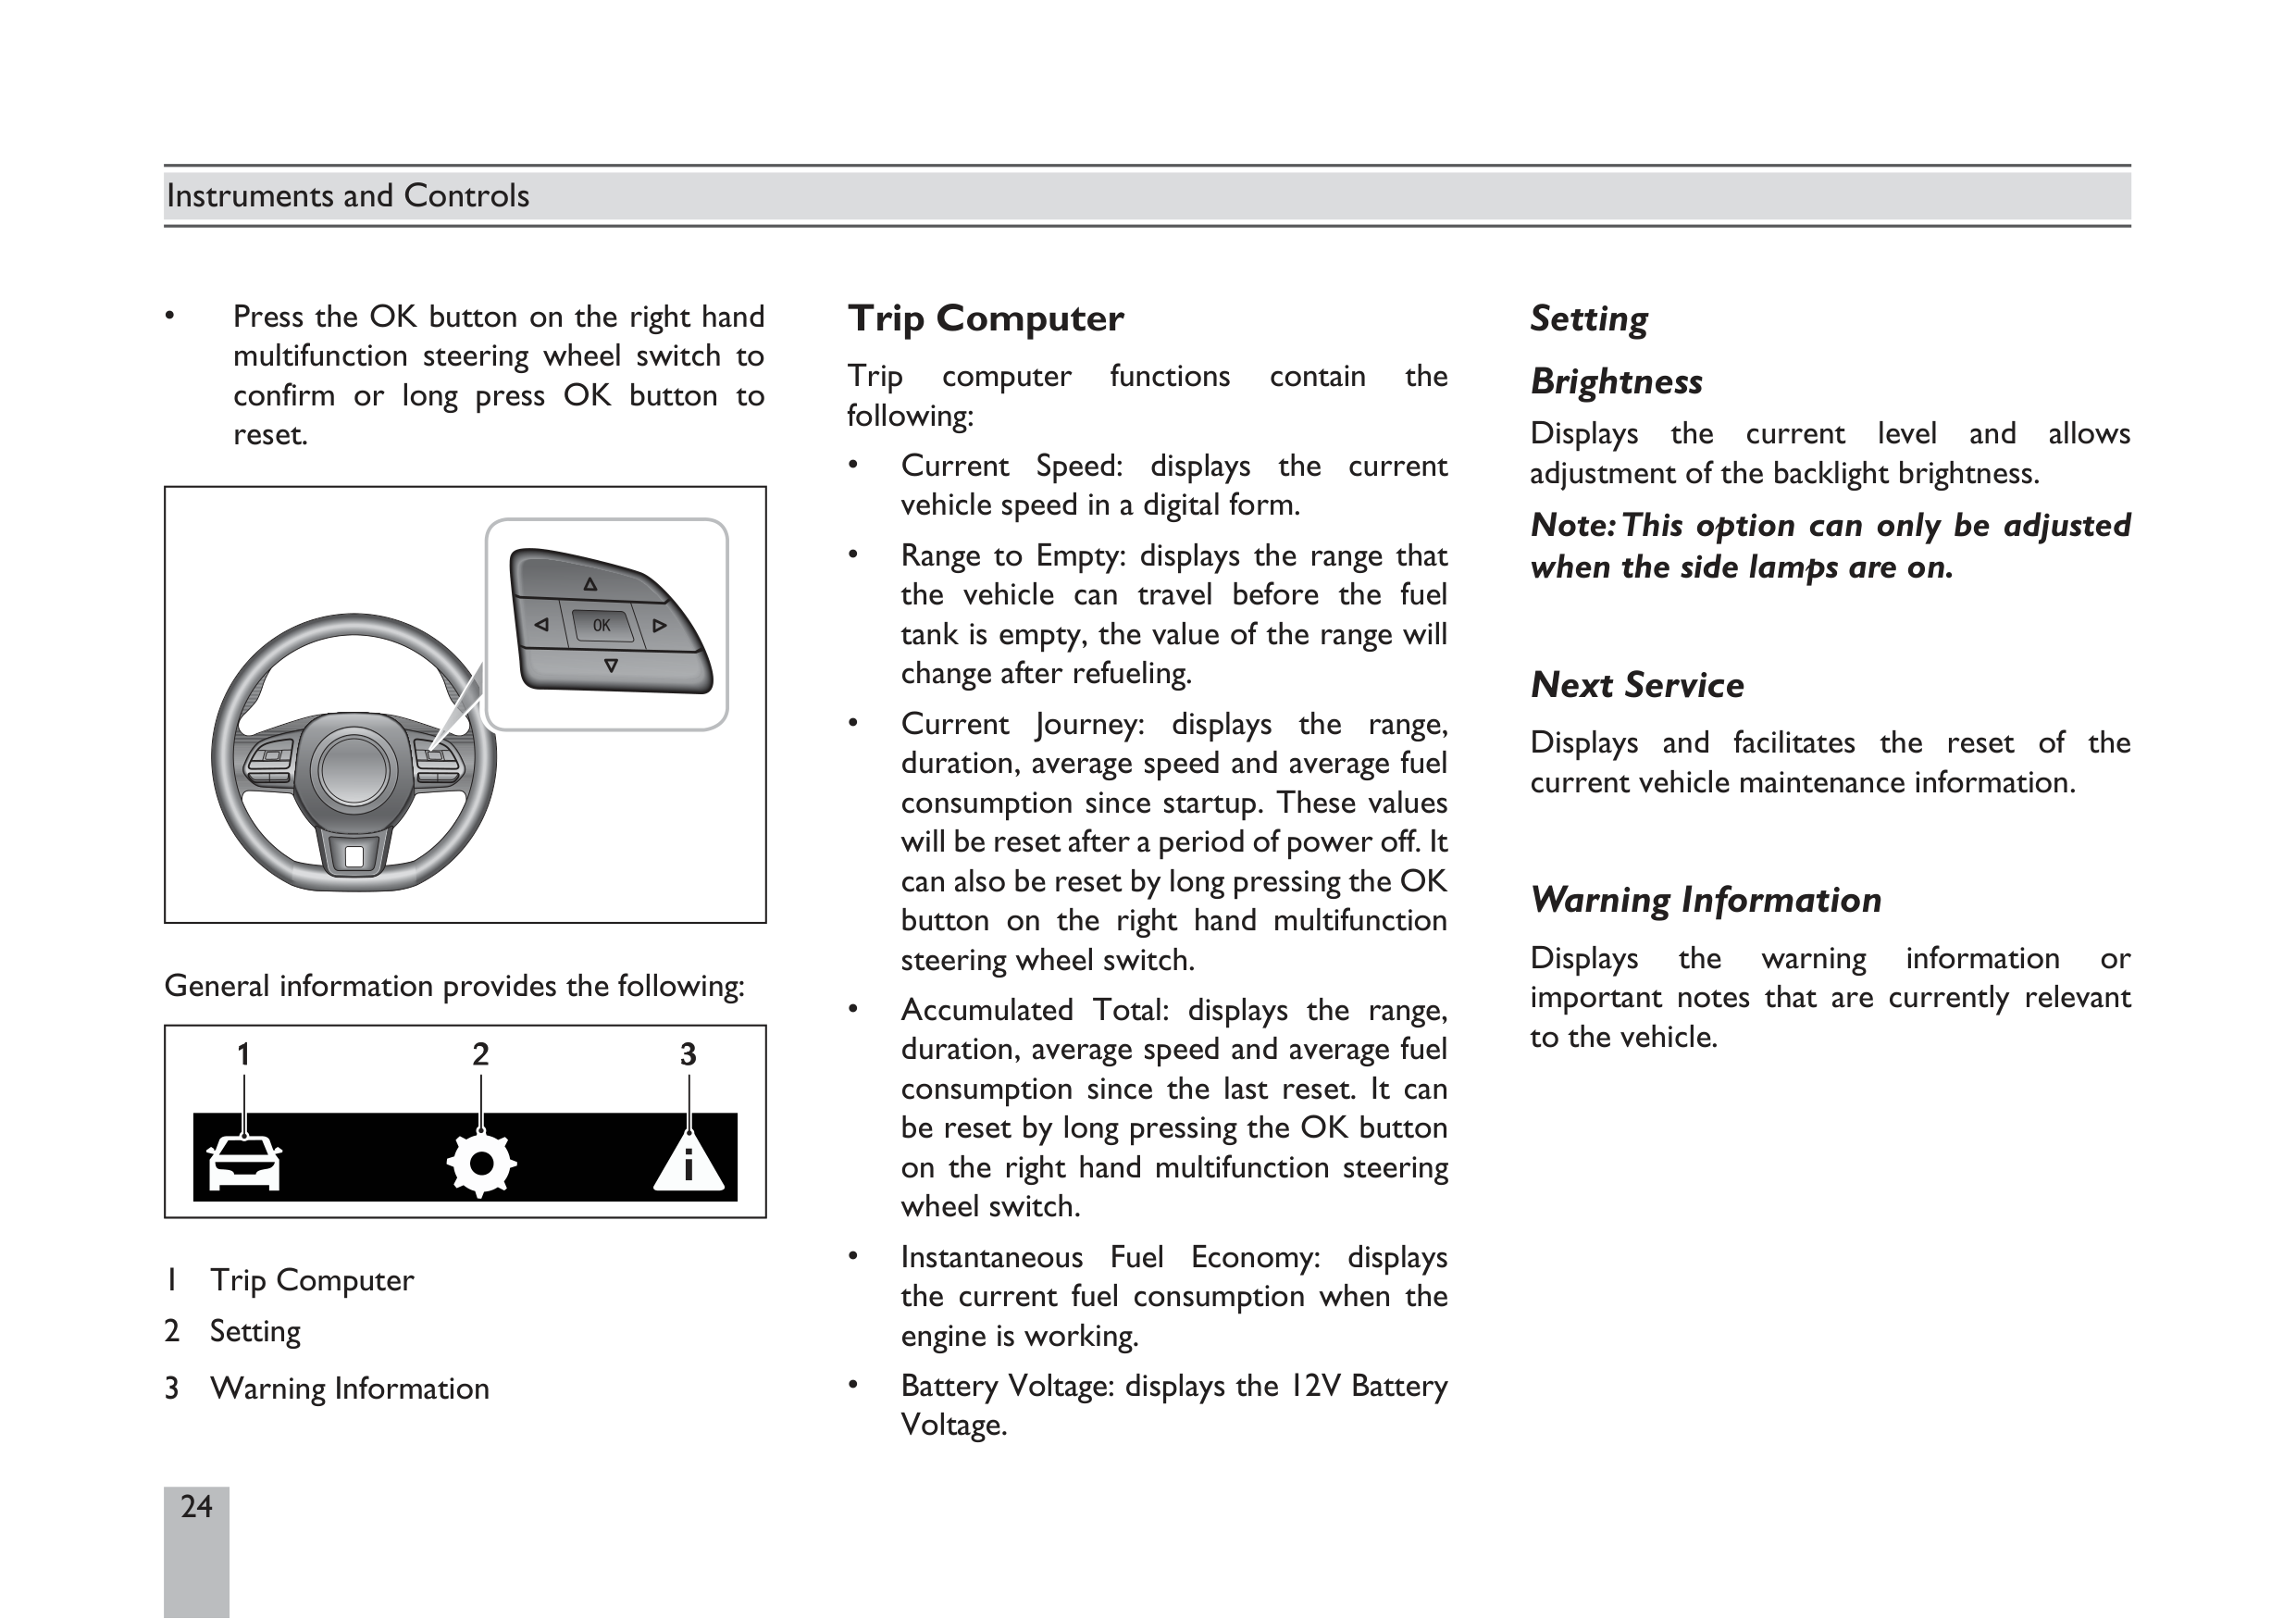 Instruments and Controls
• Press the OK button on the right hand
multifunction steering wheel switch to
confirm or long press OK button to
reset.
OK
General information provides the following:
1 2 3
i
1 Trip Computer
2 Setting
3 Warning Information
Trip Computer
Trip computer functions contain the
following:
• Current Speed: displays the current
vehicle speed in a digital form.
• Range to Empty: displays the range that
the vehicle can travel before the fuel
tank is empty, the value of the range will
change after refueling.
• Current Journey: displays the range,
duration, average speed and average fuel
consumption since startup. These values
will be reset after a period of power off. It
can also be reset by long pressing the OK
button on the right hand multifunction
steering wheel switch.
• Accumulated Total: displays the range,
duration, average speed and average fuel
consumption since the last reset. It can
be reset by long pressing the OK button
on the right hand multifunction steering
wheel switch.
• Instantaneous Fuel Economy: displays
the current fuel consumption when the
engine is working.
• Battery Voltage: displays the 12V Battery
Voltage.
Setting
Brightness
Displays the current level and allows
adjustment of the backlight brightness.
Note: This option can only be adjusted
when the side lamps are on.
Next Service
Displays and facilitates the reset of the
current vehicle maintenance information.
Warning Information
Displays the warning information or
important notes that are currently relevant
to the vehicle.
24